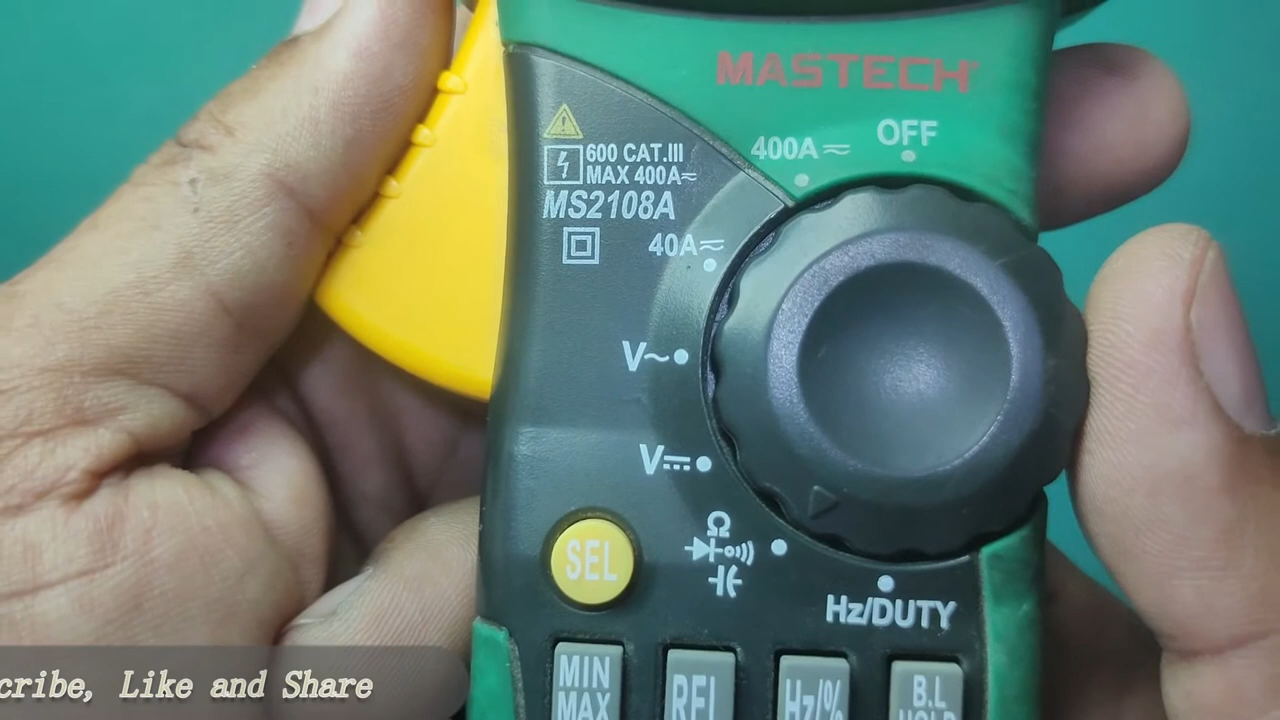 MASTECH
OFF
400A
600 CAT.III
MAX 400A
MS2108A
40A
V~
V⎓
Ω
SEL
Hz/DUTY
MIN
MAX
REL
Hz/%
B.L
HOLD
cribe, Like and Share